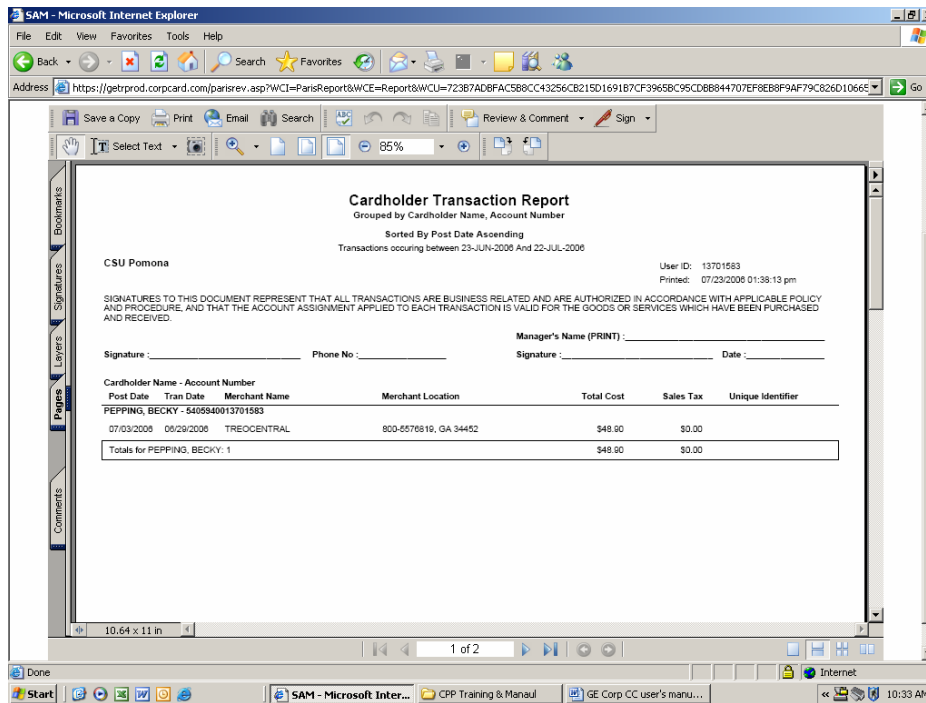 SAM - Microsoft Internet Explorer
File Edit View Favorites Tools Help
Back Search Favorites
Address https://getrprod.corpcard.com/parisrev.asp?WCI=ParisReport&WCE=Report&WCU=723B7ADBFAC5B8CC43256CB215D1691B7CF3965BC95CDBB844707EF8EB8F9AF79C826D10665 Go
Save a Copy Print Email Search Review & Comment Sign
Select Text 85%
Bookmarks
Signatures
Layers
Pages
Comments
Cardholder Transaction Report
Grouped by Cardholder Name, Account Number
Sorted By Post Date Ascending
Transactions occuring between 23-JUN-2006 And 22-JUL-2006
CSU Pomona
User ID: 13701583
Printed: 07/23/2006 01:38:13 pm
SIGNATURES TO THIS DOCUMENT REPRESENT THAT ALL TRANSACTIONS ARE BUSINESS RELATED AND ARE AUTHORIZED IN ACCORDANCE WITH APPLICABLE POLICY
AND PROCEDURE, AND THAT THE ACCOUNT ASSIGNMENT APPLIED TO EACH TRANSACTION IS VALID FOR THE GOODS OR SERVICES WHICH HAVE BEEN PURCHASED
AND RECEIVED.
Manager's Name (PRINT) :
Signature : Phone No : Signature : Date :
Cardholder Name - Account Number
Post Date Tran Date Merchant Name Merchant Location Total Cost Sales Tax Unique Identifier
PEPPING, BECKY - 5405940013701583
07/03/2006 06/29/2006 TREOCENTRAL 800-5576819, GA 34452 $48.90 $0.00
Totals for PEPPING, BECKY: 1 $48.90 $0.00
10.64 x 11 in
1 of 2
Done Internet
Start SAM - Microsoft Inter... CPP Training & Manaul GE Corp CC user's manu... 10:33 AM